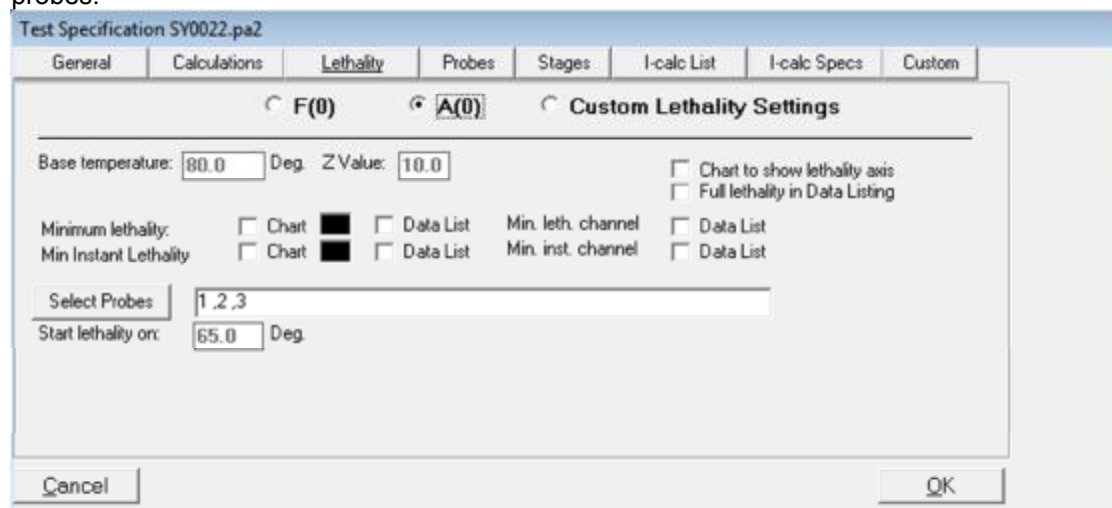 probes.
Test Specification SY0022.pa2
General Calculations Lethality Probes Stages I-calc List I-calc Specs Custom
F(0) A(0) Custom Lethality Settings
Base temperature: 80.0 Deg. Z Value: 10.0
Chart to show lethality axis
Full lethality in Data Listing
Minimum lethality: Chart Data List Min. leth. channel Data List
Min Instant Lethality Chart Data List Min. inst. channel Data List
Select Probes 1 ,2 ,3
Start lethality on: 65.0 Deg.
Cancel OK